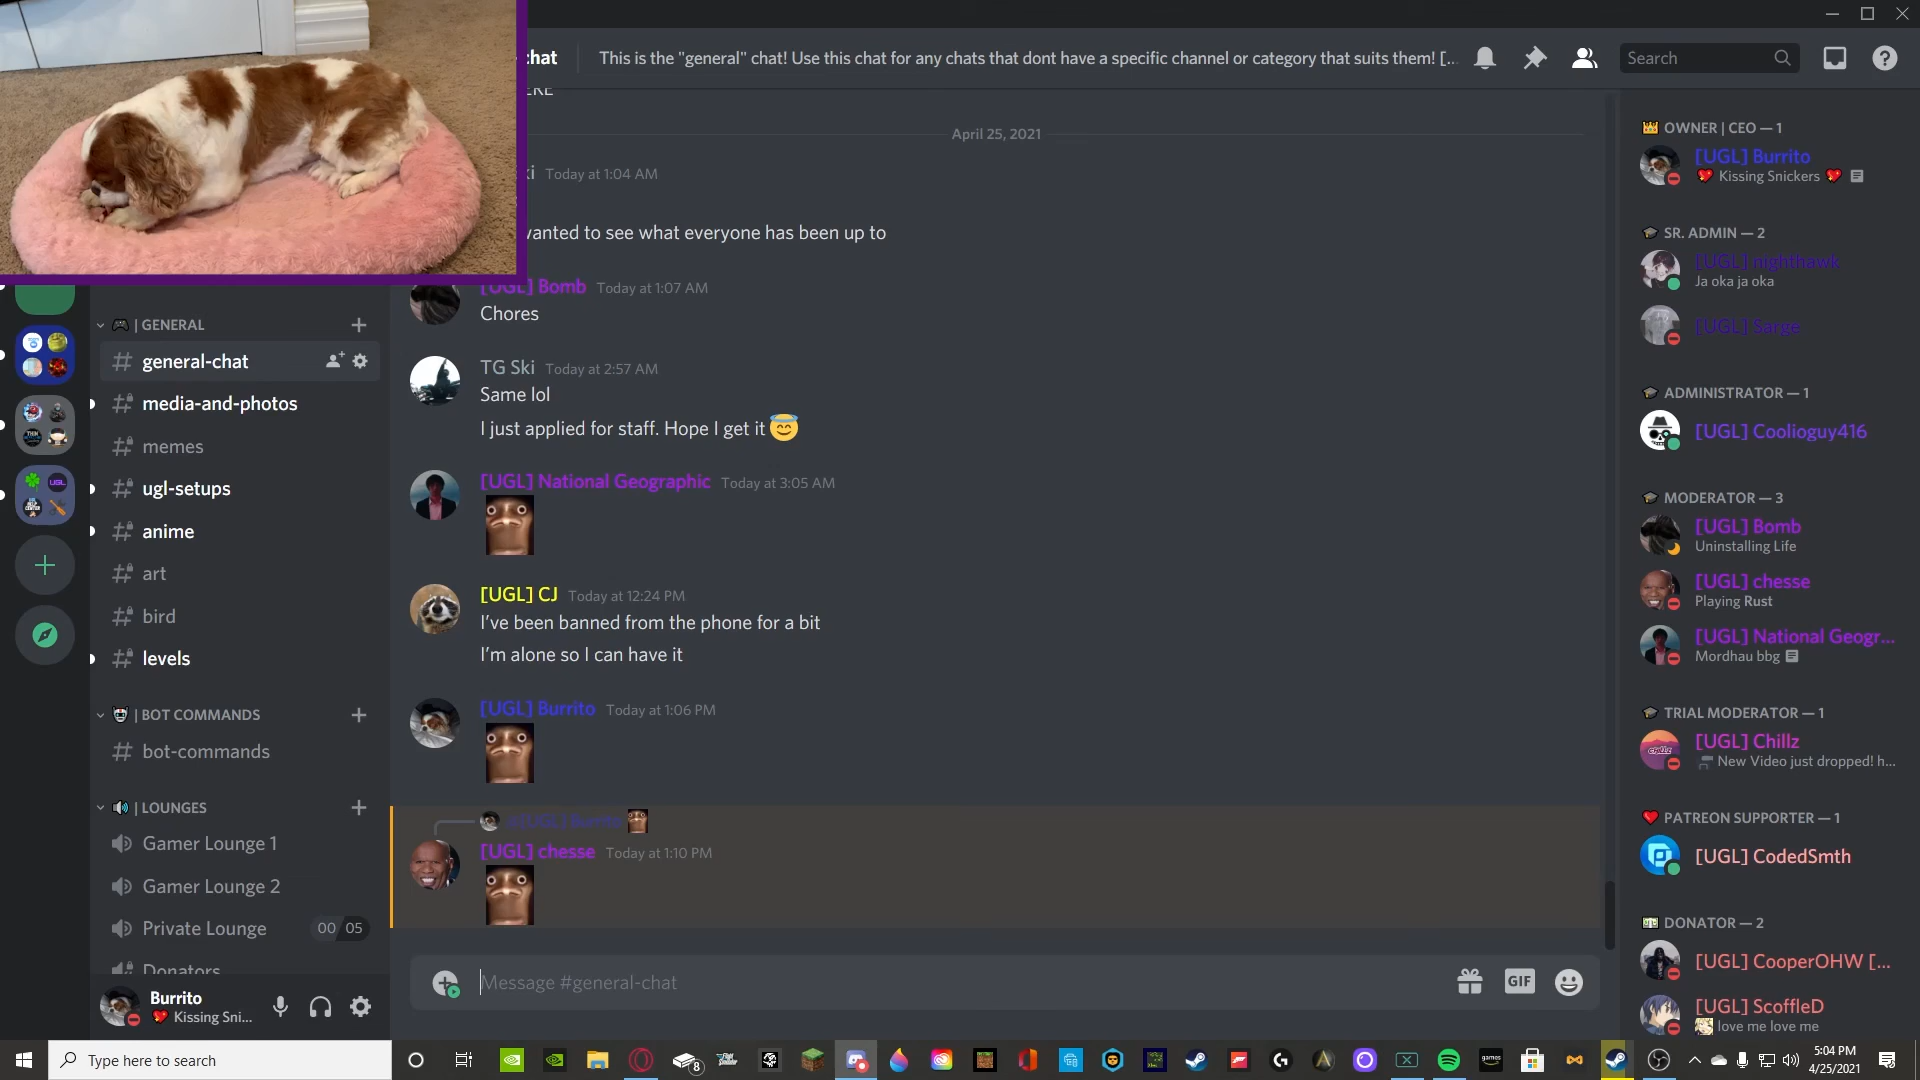 chat
This is the "general" chat! Use this chat for any chats that dont have a specific channel or category that suits them! [...
Search
April 25, 2021
Today at 1:04 AM
wanted to see what everyone has been up to
[UGL] Bomb Today at 1:07 AM
Chores
TG Ski Today at 2:57 AM
Same lol
I just applied for staff. Hope I get it
[UGL] National Geographic Today at 3:05 AM
[UGL] CJ Today at 12:24 PM
I've been banned from the phone for a bit
I'm alone so I can have it
[UGL] Burrito Today at 1:06 PM
[UGL] Burrito
[UGL] chesse Today at 1:10 PM
Message #general-chat
GIF
| GENERAL
general-chat
media-and-photos
memes
ugl-setups
anime
art
bird
levels
| BOT COMMANDS
bot-commands
| LOUNGES
Gamer Lounge 1
Gamer Lounge 2
Private Lounge 00 05
Donators
Burrito
Kissing Sni...
OWNER | CEO — 1
[UGL] Burrito
Kissing Snickers
SR. ADMIN — 2
[UGL] nighthawk
Ja oka ja oka
[UGL] Sarge
ADMINISTRATOR — 1
[UGL] Coolioguy416
MODERATOR — 3
[UGL] Bomb
Uninstalling Life
[UGL] chesse
Playing Rust
[UGL] National Geogr...
Mordhau bbg
TRIAL MODERATOR — 1
[UGL] Chillz
New Video just dropped! h...
PATREON SUPPORTER — 1
[UGL] CodedSmth
DONATOR — 2
[UGL] CooperOHW [...
[UGL] ScoffleD
love me love me
Type here to search
8
5:04 PM
4/25/2021